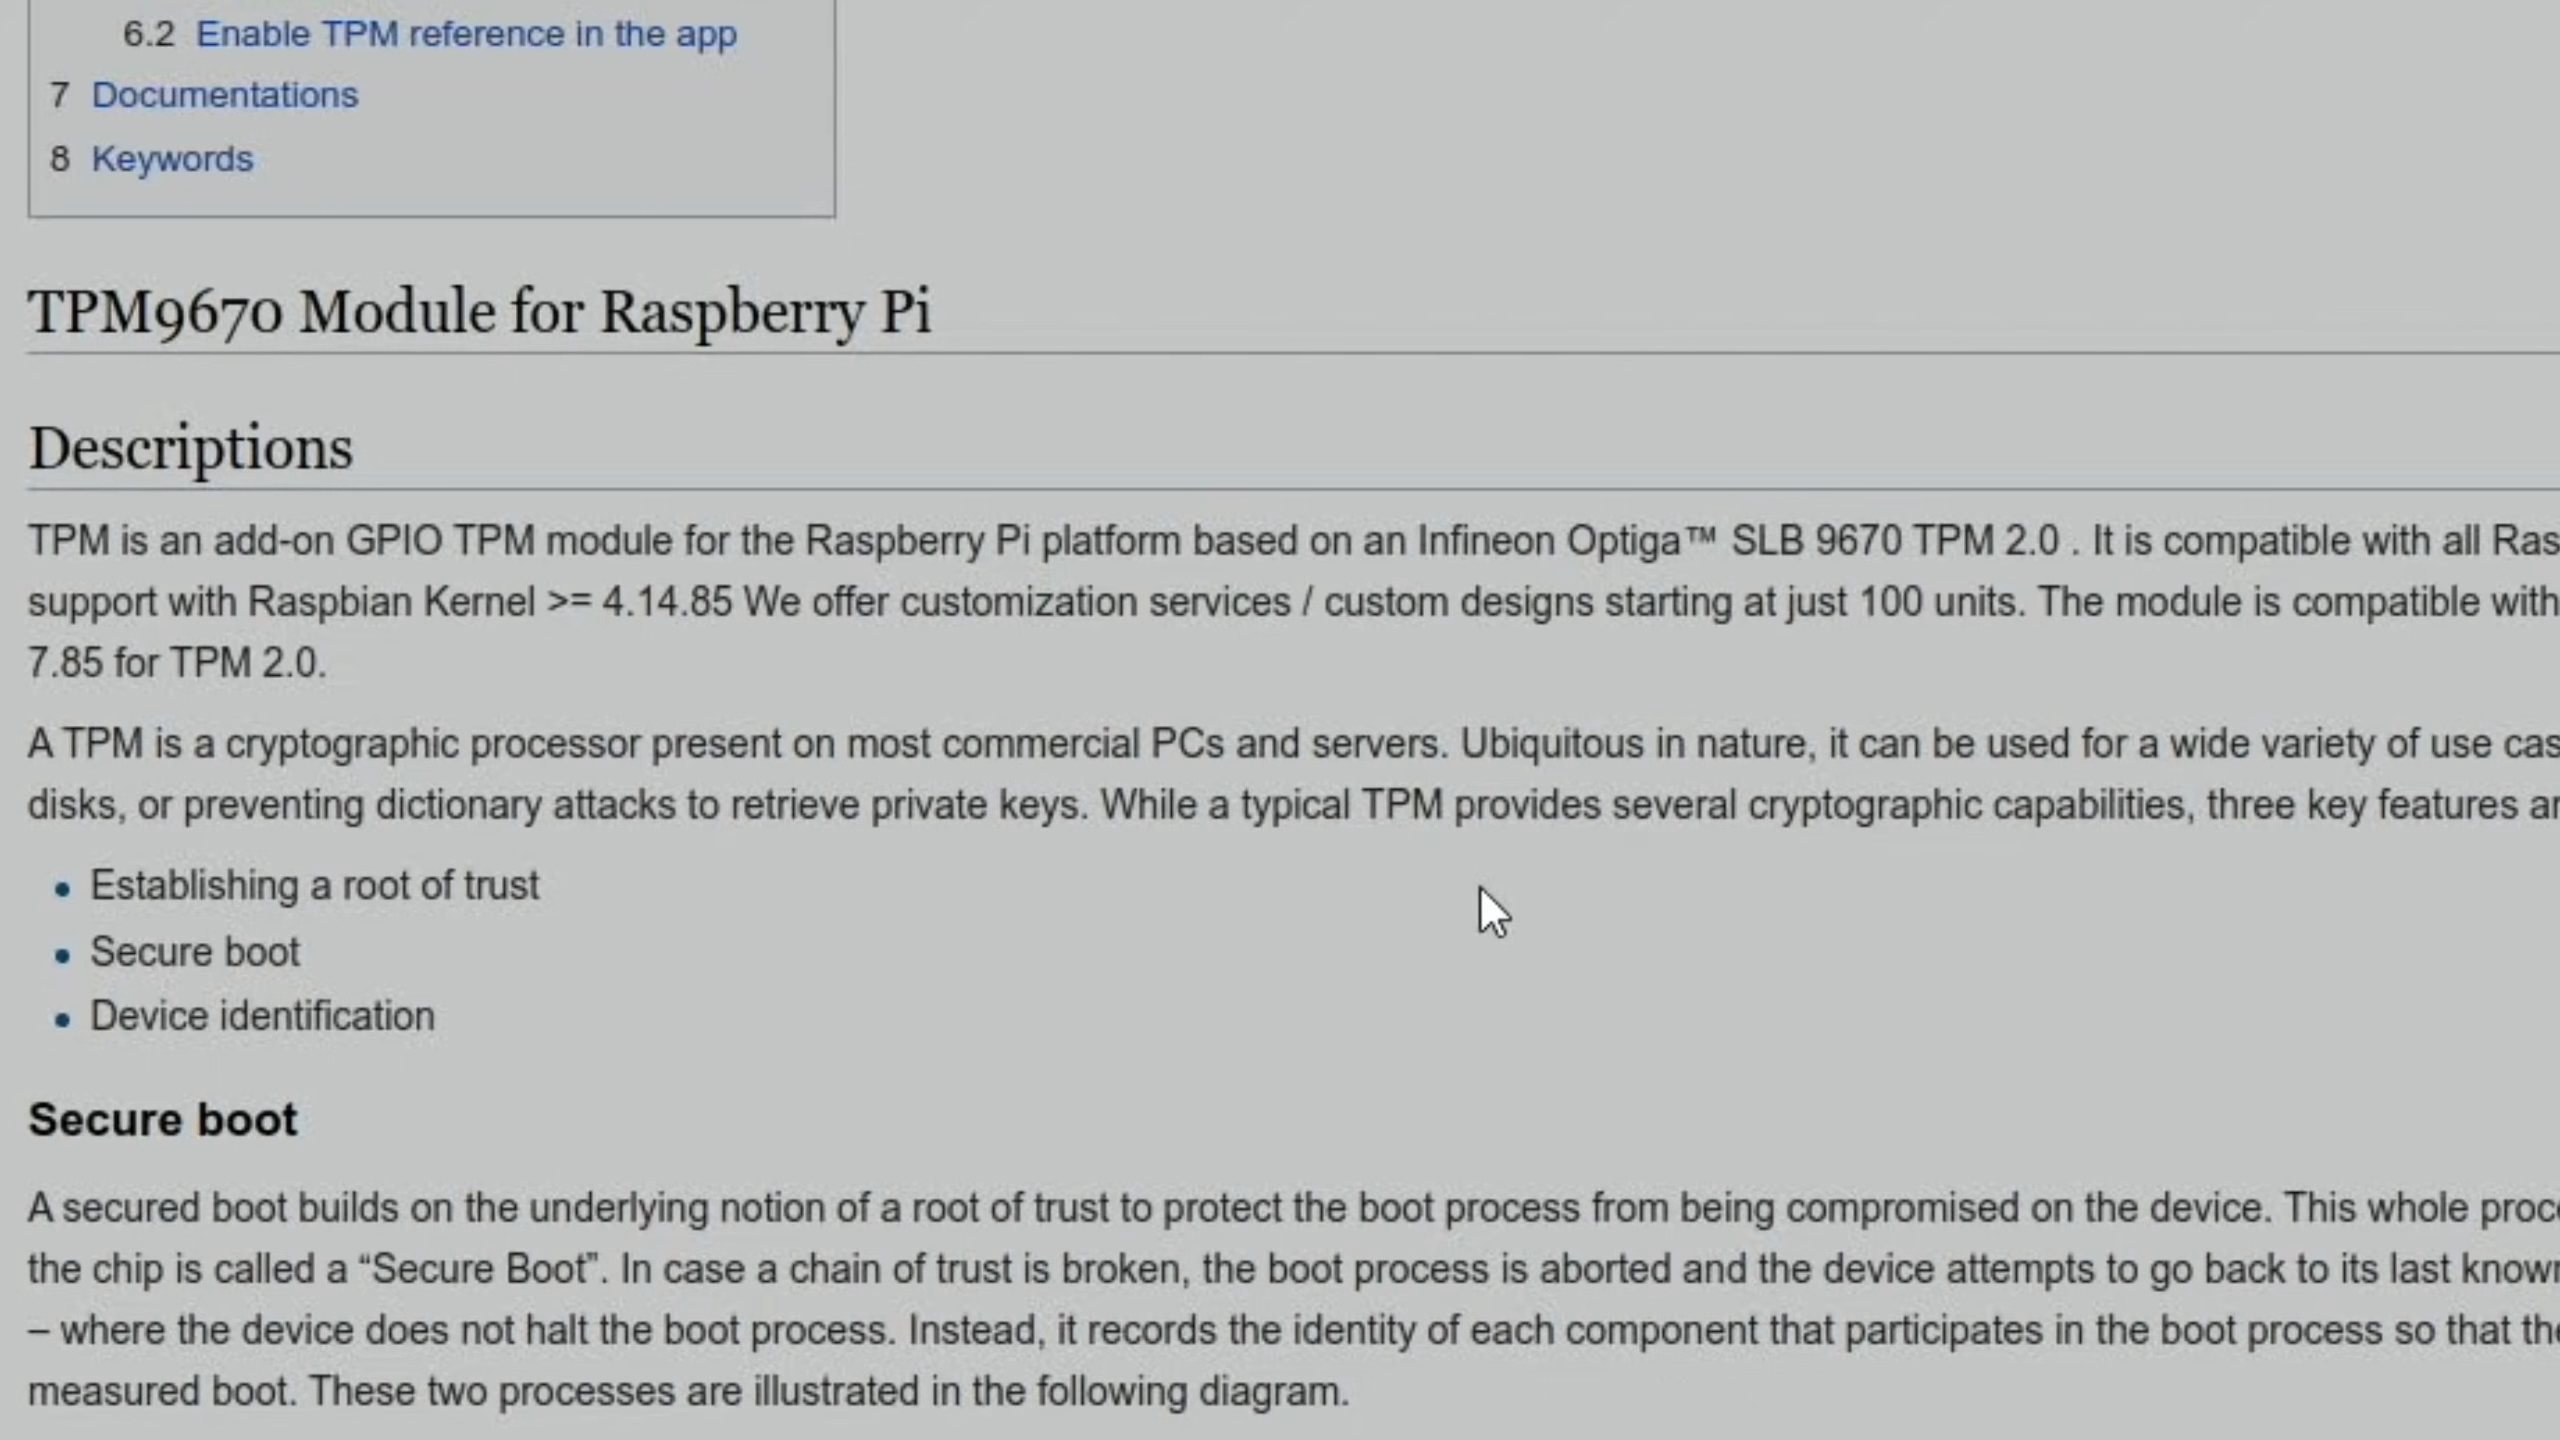 6.2 Enable TPM reference in the app
7 Documentations
8 Keywords
TPM9670 Module for Raspberry Pi
Descriptions
TPM is an add-on GPIO TPM module for the Raspberry Pi platform based on an Infineon Optiga™ SLB 9670 TPM 2.0 . It is compatible with all Ras
support with Raspbian Kernel >= 4.14.85 We offer customization services / custom designs starting at just 100 units. The module is compatible with
7.85 for TPM 2.0.
A TPM is a cryptographic processor present on most commercial PCs and servers. Ubiquitous in nature, it can be used for a wide variety of use cas
disks, or preventing dictionary attacks to retrieve private keys. While a typical TPM provides several cryptographic capabilities, three key features ar
• Establishing a root of trust
• Secure boot
• Device identification
Secure boot
A secured boot builds on the underlying notion of a root of trust to protect the boot process from being compromised on the device. This whole proce
the chip is called a “Secure Boot”. In case a chain of trust is broken, the boot process is aborted and the device attempts to go back to its last known
– where the device does not halt the boot process. Instead, it records the identity of each component that participates in the boot process so that the
measured boot. These two processes are illustrated in the following diagram.